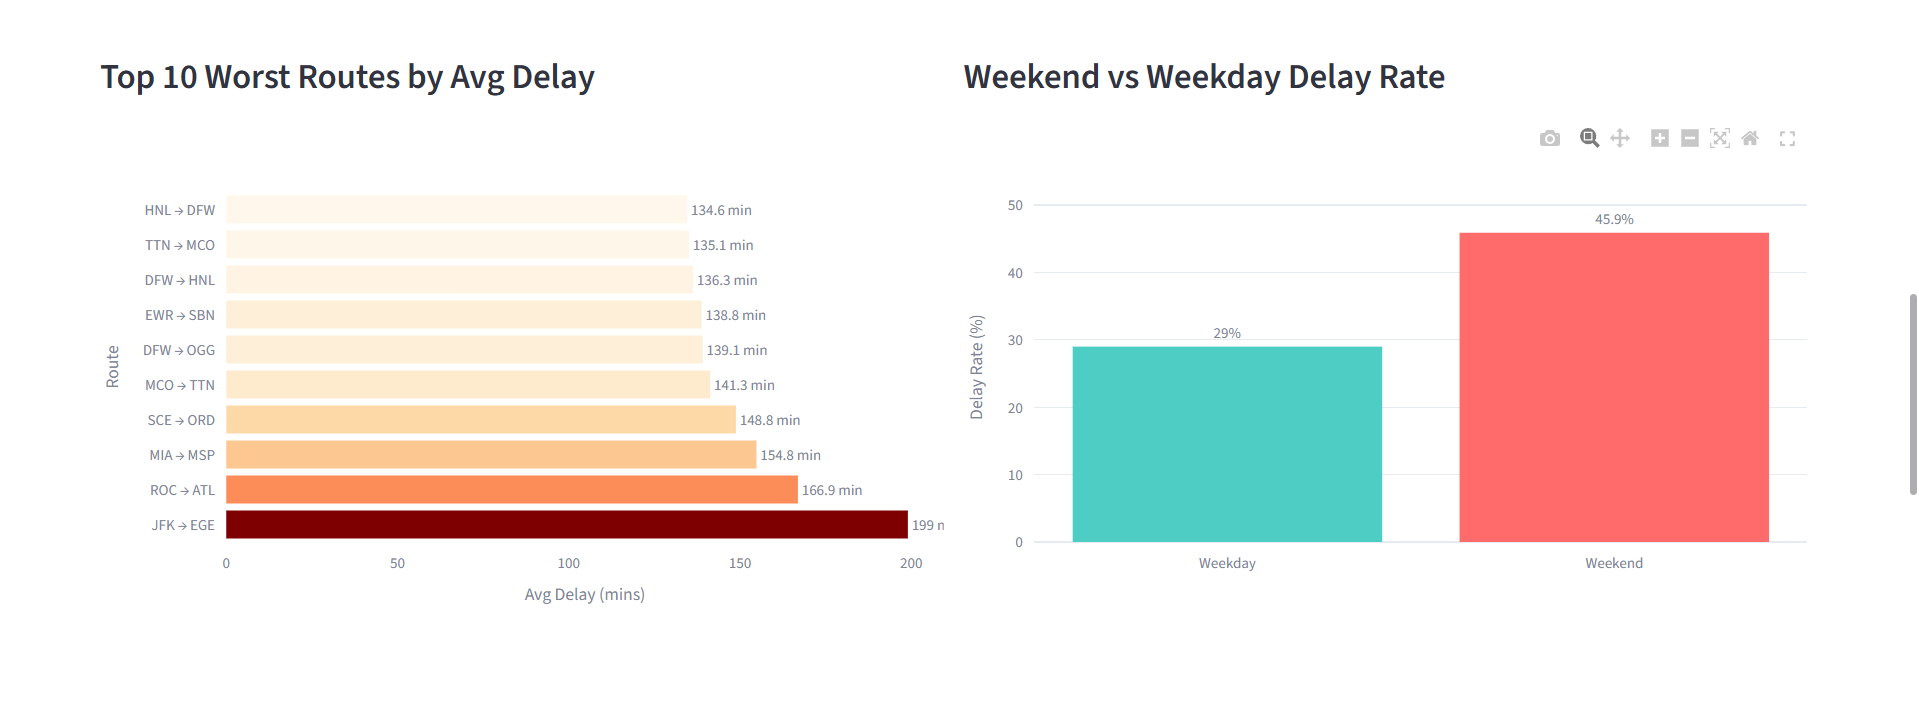 Top 10 Worst Routes by Avg Delay
Weekend vs Weekday Delay Rate
Route
HNL → DFW 134.6 min
TTN → MCO 135.1 min
DFW → HNL 136.3 min
EWR → SBN 138.8 min
DFW → OGG 139.1 min
MCO → TTN 141.3 min
SCE → ORD 148.8 min
MIA → MSP 154.8 min
ROC → ATL 166.9 min
JFK → EGE 199
0 50 100 150 200
Avg Delay (mins)
Delay Rate (%)
50
40
30
20
10
0
29%
45.9%
Weekday Weekend